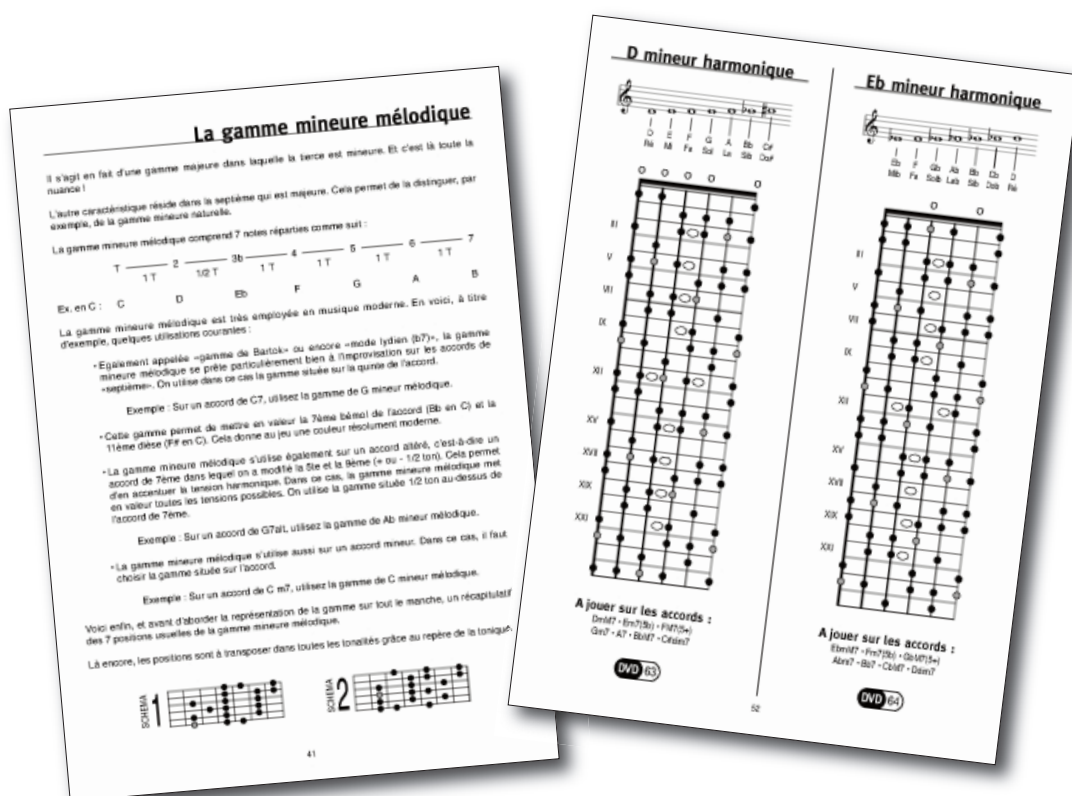 La gamme mineure mélodique
Il s'agit en fait d'une gamme majeure dans laquelle la tierce est mineure. Et c'est là toute la
nuance !
L'autre caractéristique réside dans la septième qui est majeure. Cela permet de la distinguer, par
exemple, de la gamme mineure naturelle.
La gamme mineure mélodique comprend 7 notes réparties comme suit :
T 2 3b 4 5 6 7
1 T 1/2 T 1 T 1 T 1 T 1 T
Ex. en C : C D Eb F G A B
La gamme mineure mélodique est très employée en musique moderne. En voici, à titre
d'exemple, quelques utilisations courantes :
• Egalement appelée «gamme de Bartok» ou encore «mode lydien (b7)», la gamme
mineure mélodique se prête particulièrement bien à l'improvisation sur les accords de
«septième». On utilise dans ce cas la gamme située sur la quinte de l'accord.
Exemple : Sur un accord de C7, utilisez la gamme de G mineur mélodique.
• Cette gamme permet de mettre en valeur la 7ème bémol de l'accord (Bb en C) et la
11ème dièse (F# en C). Cela donne au jeu une couleur résolument moderne.
• La gamme mineure mélodique s'utilise également sur un accord altéré, c'est-à-dire un
accord de 7ème dans lequel on a modifié la 5te et la 9ème (+ ou - 1/2 ton). Cela permet
d'en accentuer la tension harmonique. Dans ce cas, la gamme mineure mélodique met
en valeur toutes les tensions possibles. On utilise la gamme située 1/2 ton au-dessus de
l'accord de 7ème.
Exemple : Sur un accord de G7alt, utilisez la gamme de Ab mineur mélodique.
• La gamme mineure mélodique s'utilise aussi sur un accord mineur. Dans ce cas, il faut
choisir la gamme située sur l'accord.
Exemple : Sur un accord de C m7, utilisez la gamme de C mineur mélodique.
Voici enfin, et avant d'aborder la représentation de la gamme sur tout le manche, un récapitulatif
des 7 positions usuelles de la gamme mineure mélodique.
Là encore, les positions sont à transposer dans toutes les tonalités grâce au repère de la tonique.
SCHEMA 1
SCHEMA 2
41
D mineur harmonique
D E F G A Bb C#
Ré Mi Fa Sol La Sib Do#
III
V
VII
IX
XII
XV
XVII
XIX
XXI
A jouer sur les accords :
DmM7 • Em7(5b) • FM7(5+)
Gm7 • A7 • BbM7 • C#dim7
DVD 63
Eb mineur harmonique
Eb F Gb Ab Bb Cb D
Mib Fa Solb Lab Sib Dob Ré
III
V
VII
IX
XII
XV
XVII
XIX
XXI
A jouer sur les accords :
EbmM7 • Fm7(5b) • GbM7(5+)
Abm7 • Bb7 • CbM7 • Ddim7
DVD 64
52